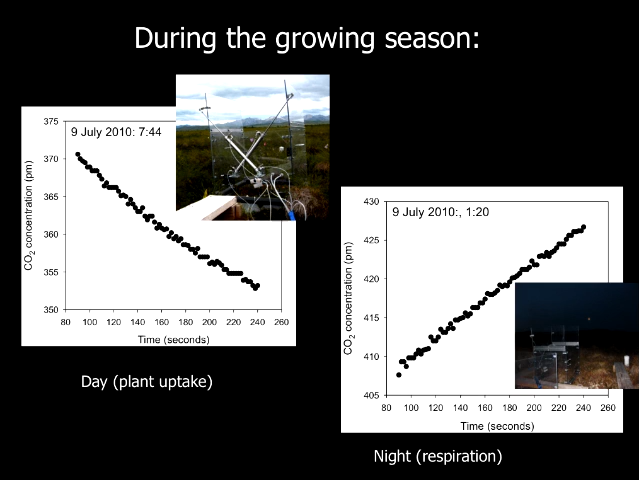 During the growing season:
9 July 2010: 7:44
CO2 concentration (pm)
375
370
365
360
355
350
80 100 120 140 160 180 200 220 240 260
Time (seconds)
Day (plant uptake)
9 July 2010:, 1:20
CO2 concentration (pm)
430
425
420
415
410
405
80 100 120 140 160 180 200 220 240 260
Time (seconds)
Night (respiration)